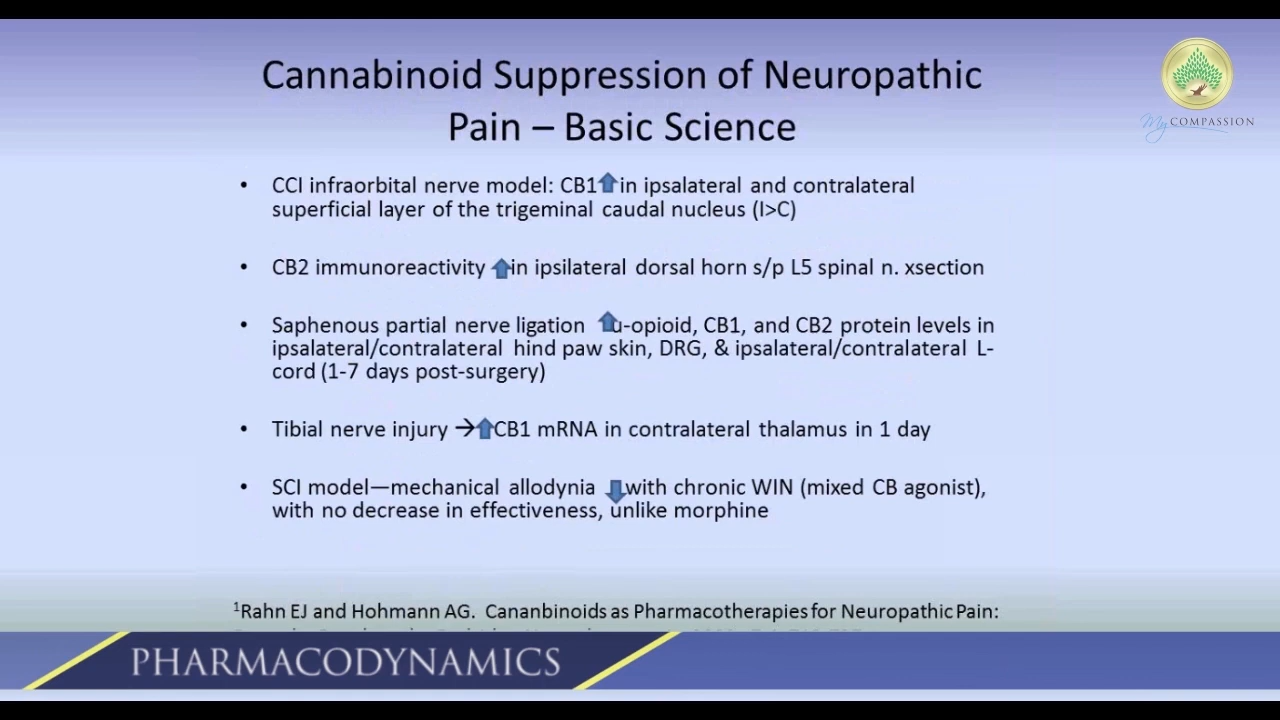 Cannabinoid Suppression of Neuropathic
Pain – Basic Science
My COMPASSION
• CCI infraorbital nerve model: CB1⬆in ipsalateral and contralateral
superficial layer of the trigeminal caudal nucleus (I>C)
• CB2 immunoreactivity ⬆in ipsilateral dorsal horn s/p L5 spinal n. xsection
• Saphenous partial nerve ligation ⬆u-opioid, CB1, and CB2 protein levels in
ipsalateral/contralateral hind paw skin, DRG, & ipsalateral/contralateral L-
cord (1-7 days post-surgery)
• Tibial nerve injury →⬆CB1 mRNA in contralateral thalamus in 1 day
• SCI model—mechanical allodynia ⬇with chronic WIN (mixed CB agonist),
with no decrease in effectiveness, unlike morphine
¹Rahn EJ and Hohmann AG. Cananbinoids as Pharmacotherapies for Neuropathic Pain:
PHARMACODYNAMICS